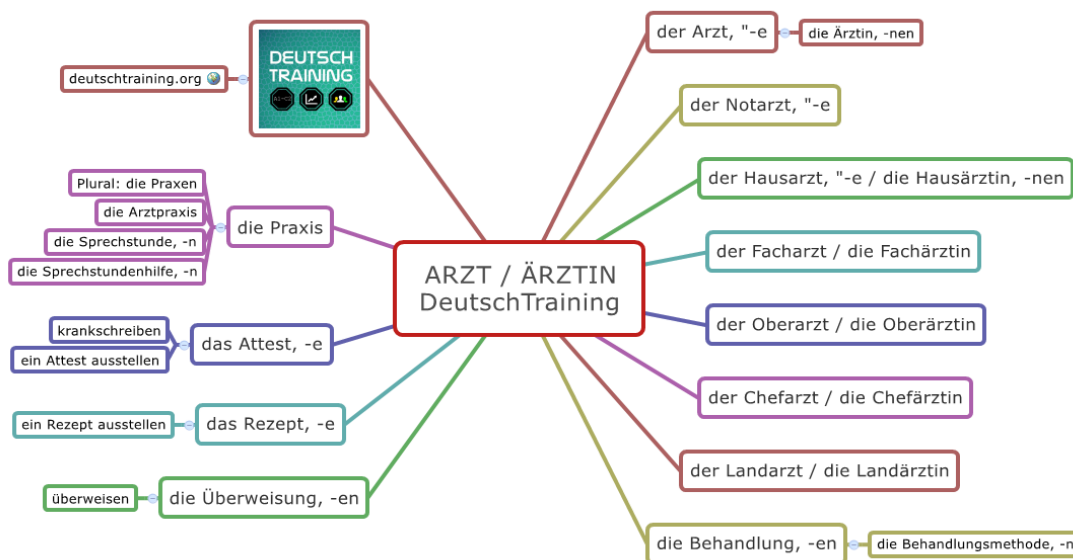 ARZT / ÄRZTIN
DeutschTraining
der Arzt, "-e
die Ärztin, -nen
der Notarzt, "-e
der Hausarzt, "-e / die Hausärztin, -nen
der Facharzt / die Fachärztin
der Oberarzt / die Oberärztin
der Chefarzt / die Chefärztin
der Landarzt / die Landärztin
die Behandlung, -en
die Behandlungsmethode, -n
DEUTSCH
TRAINING
A1-C2
deutschtraining.org
die Praxis
Plural: die Praxen
die Arztpraxis
die Sprechstunde, -n
die Sprechstundenhilfe, -n
das Attest, -e
krankschreiben
ein Attest ausstellen
das Rezept, -e
ein Rezept ausstellen
die Überweisung, -en
überweisen